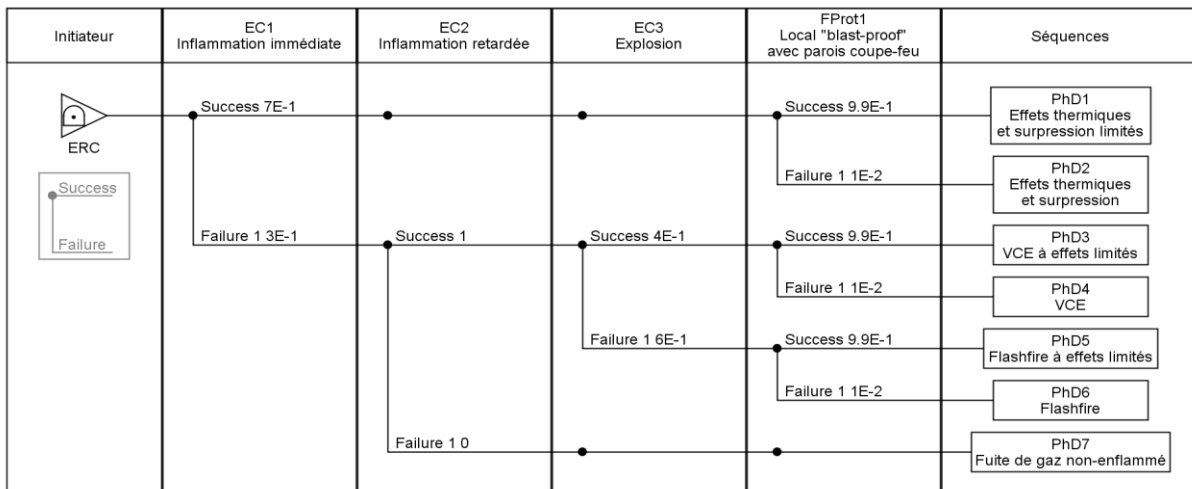 Initiateur
EC1
Inflammation immédiate
EC2
Inflammation retardée
EC3
Explosion
FProt1
Local "blast-proof"
avec parois coupe-feu
Séquences
ERC
Success
Failure
Success 7E-1
Success 9.9E-1
PhD1
Effets thermiques
et surpression limités
Failure 1 1E-2
PhD2
Effets thermiques
et surpression
Failure 1 3E-1
Success 1
Success 4E-1
Success 9.9E-1
PhD3
VCE à effets limités
Failure 1 1E-2
PhD4
VCE
Failure 1 6E-1
Success 9.9E-1
PhD5
Flashfire à effets limités
Failure 1 1E-2
PhD6
Flashfire
Failure 1 0
PhD7
Fuite de gaz non-enflammé